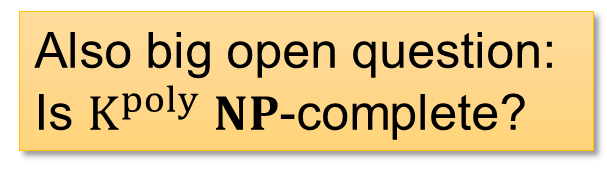 Also big open question:
Is K^poly NP-complete?